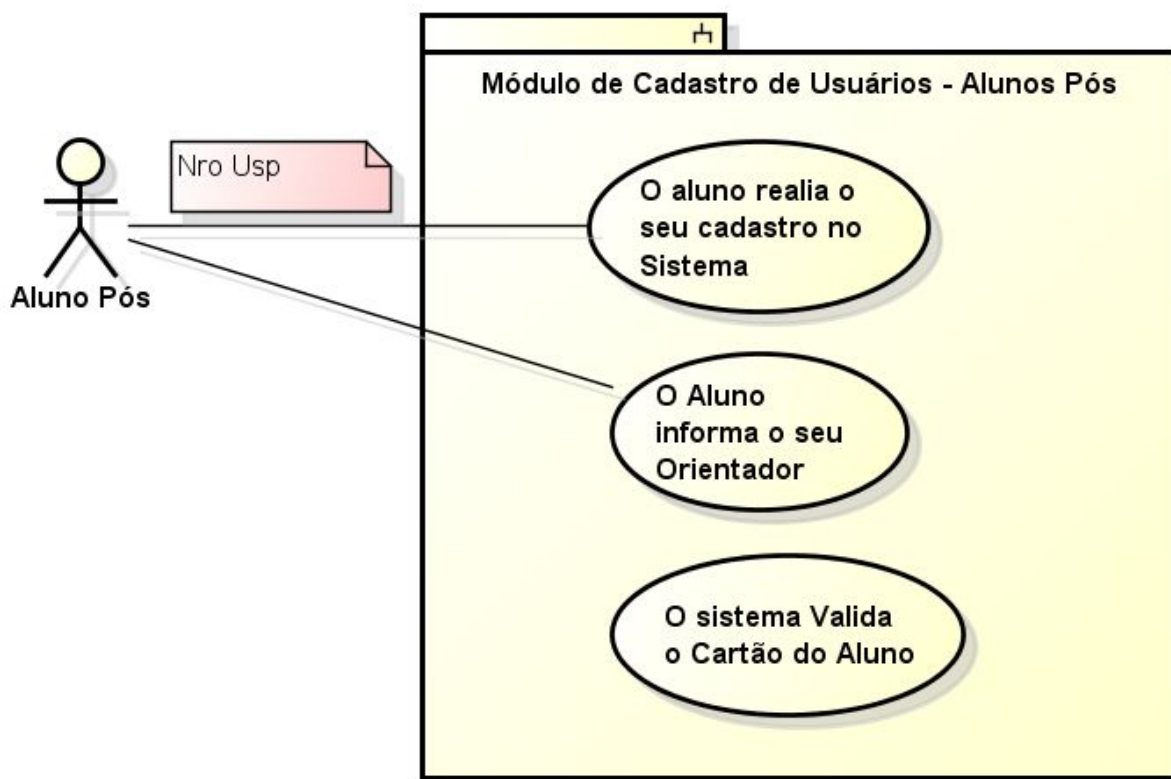 Módulo de Cadastro de Usuários - Alunos Pós
Nro Usp
Aluno Pós
O aluno realia o
seu cadastro no
Sistema
O Aluno
informa o seu
Orientador
O sistema Valida
o Cartão do Aluno